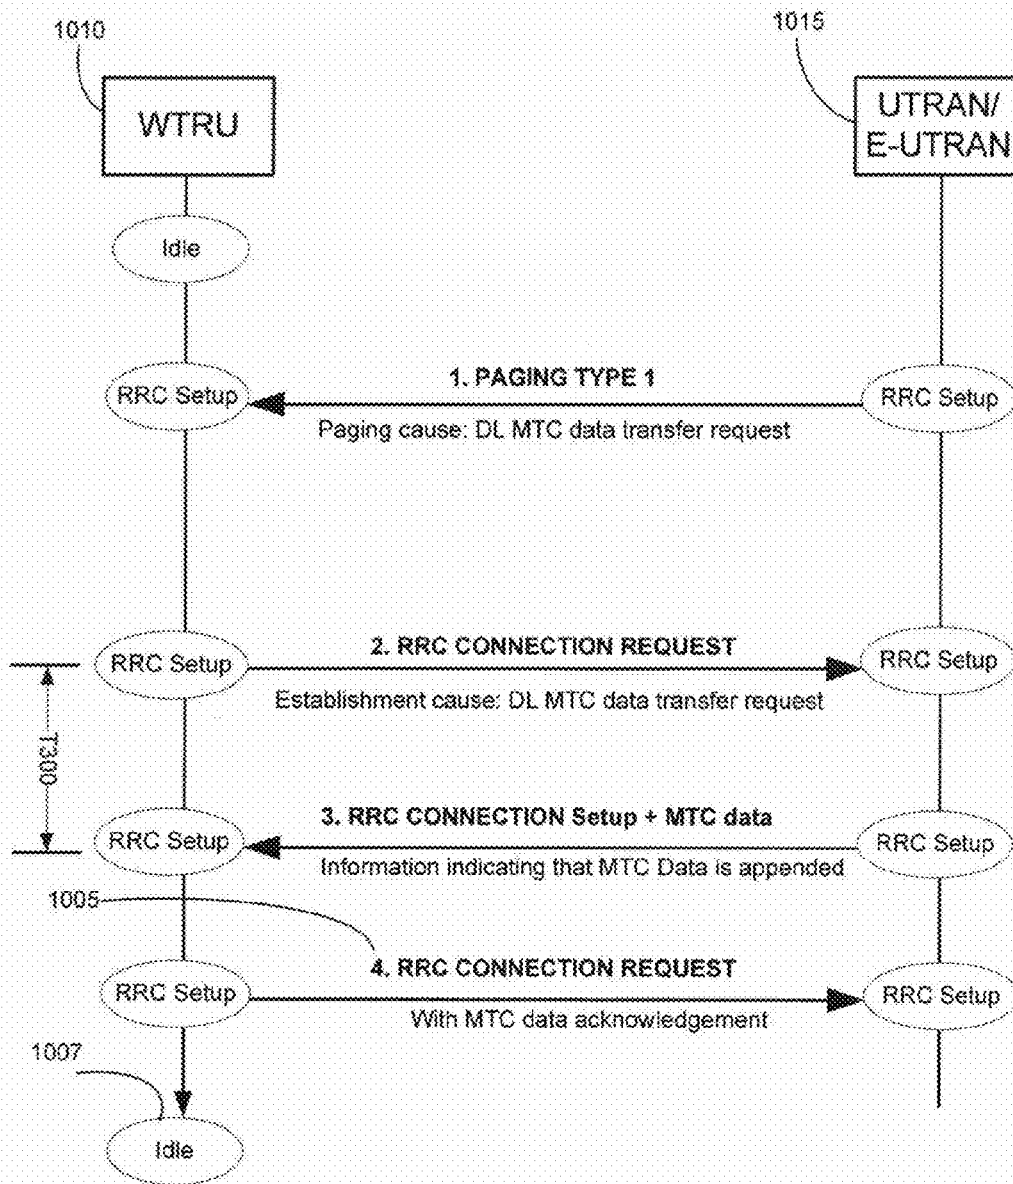 1010
1015
WTRU
UTRAN/
E-UTRAN
Idle
1. PAGING TYPE 1
RRC Setup
RRC Setup
Paging cause: DL MTC data transfer request
2. RRC CONNECTION REQUEST
RRC Setup
RRC Setup
Establishment cause: DL MTC data transfer request
T300
3. RRC CONNECTION Setup + MTC data
RRC Setup
RRC Setup
Information indicating that MTC Data is appended
1005
4. RRC CONNECTION REQUEST
RRC Setup
RRC Setup
With MTC data acknowledgement
1007
Idle